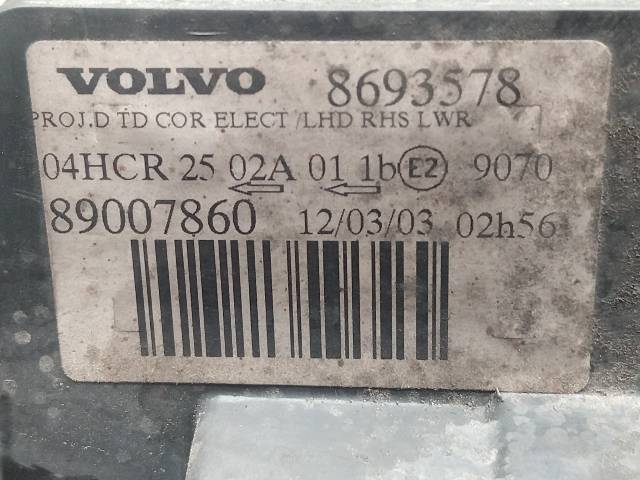 VOLVO 8693578
PROJ.D TD COR ELECT /LHD RHS LWR
04HCR 25 02A 01 1b E2 9070
89007860 12/03/03 02h56